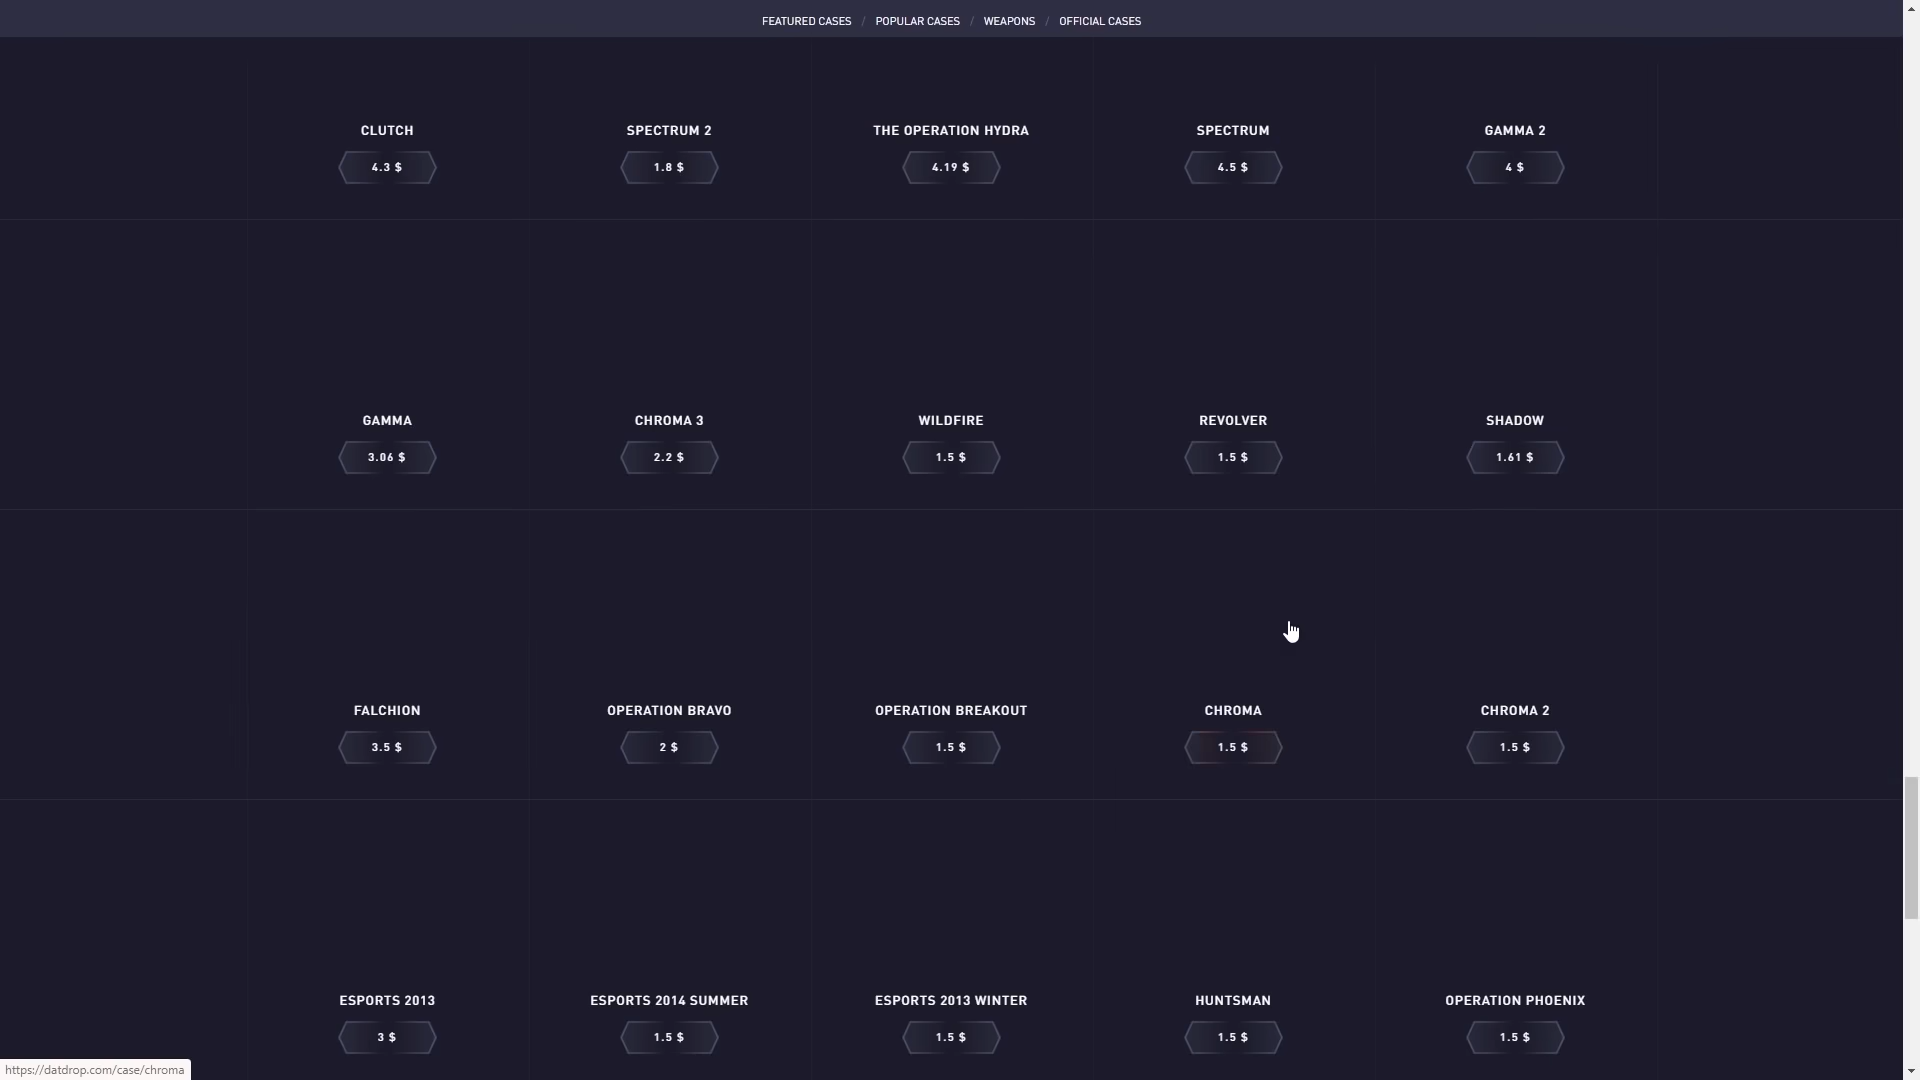 FEATURED CASES / POPULAR CASES / WEAPONS / OFFICIAL CASES
CLUTCH
4.3 $
SPECTRUM 2
1.8 $
THE OPERATION HYDRA
4.19 $
SPECTRUM
4.5 $
GAMMA 2
4 $
GAMMA
3.06 $
CHROMA 3
2.2 $
WILDFIRE
1.5 $
REVOLVER
1.5 $
SHADOW
1.61 $
FALCHION
3.5 $
OPERATION BRAVO
2 $
OPERATION BREAKOUT
1.5 $
CHROMA
1.5 $
CHROMA 2
1.5 $
ESPORTS 2013
3 $
ESPORTS 2014 SUMMER
1.5 $
ESPORTS 2013 WINTER
1.5 $
HUNTSMAN
1.5 $
OPERATION PHOENIX
1.5 $
https://datdrop.com/case/chroma